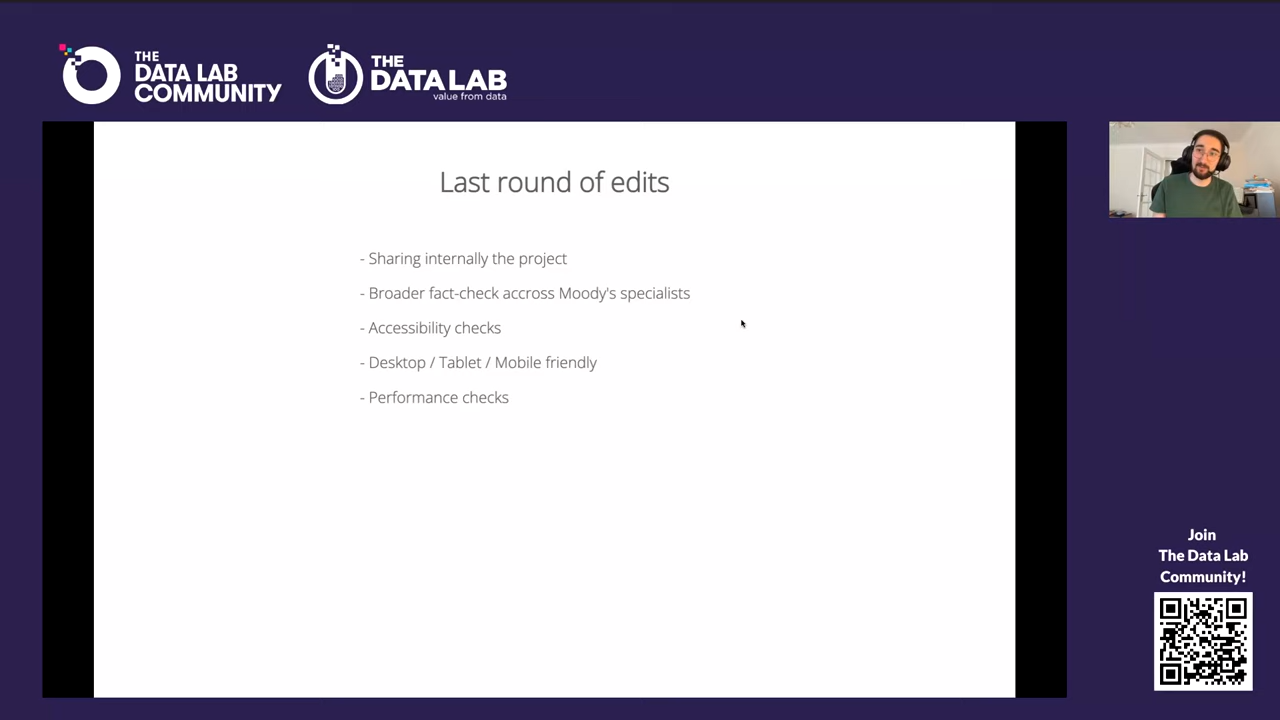 THE
DATA LAB
COMMUNITY
THE
DATA LAB
value from data
Last round of edits
- Sharing internally the project
- Broader fact-check accross Moody's specialists
- Accessibility checks
- Desktop / Tablet / Mobile friendly
- Performance checks
Join
The Data Lab
Community!